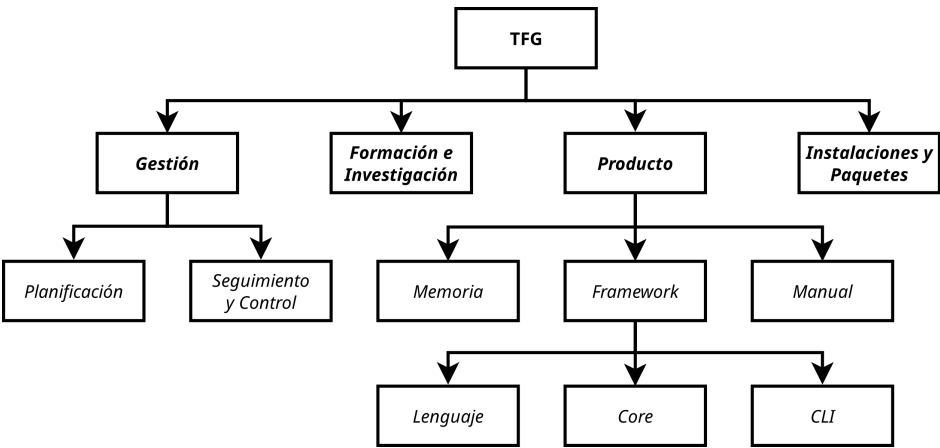 TFG
Gestión
Formación e
Investigación
Producto
Instalaciones y
Paquetes
Planificación
Seguimiento
y Control
Memoria
Framework
Manual
Lenguaje
Core
CLI